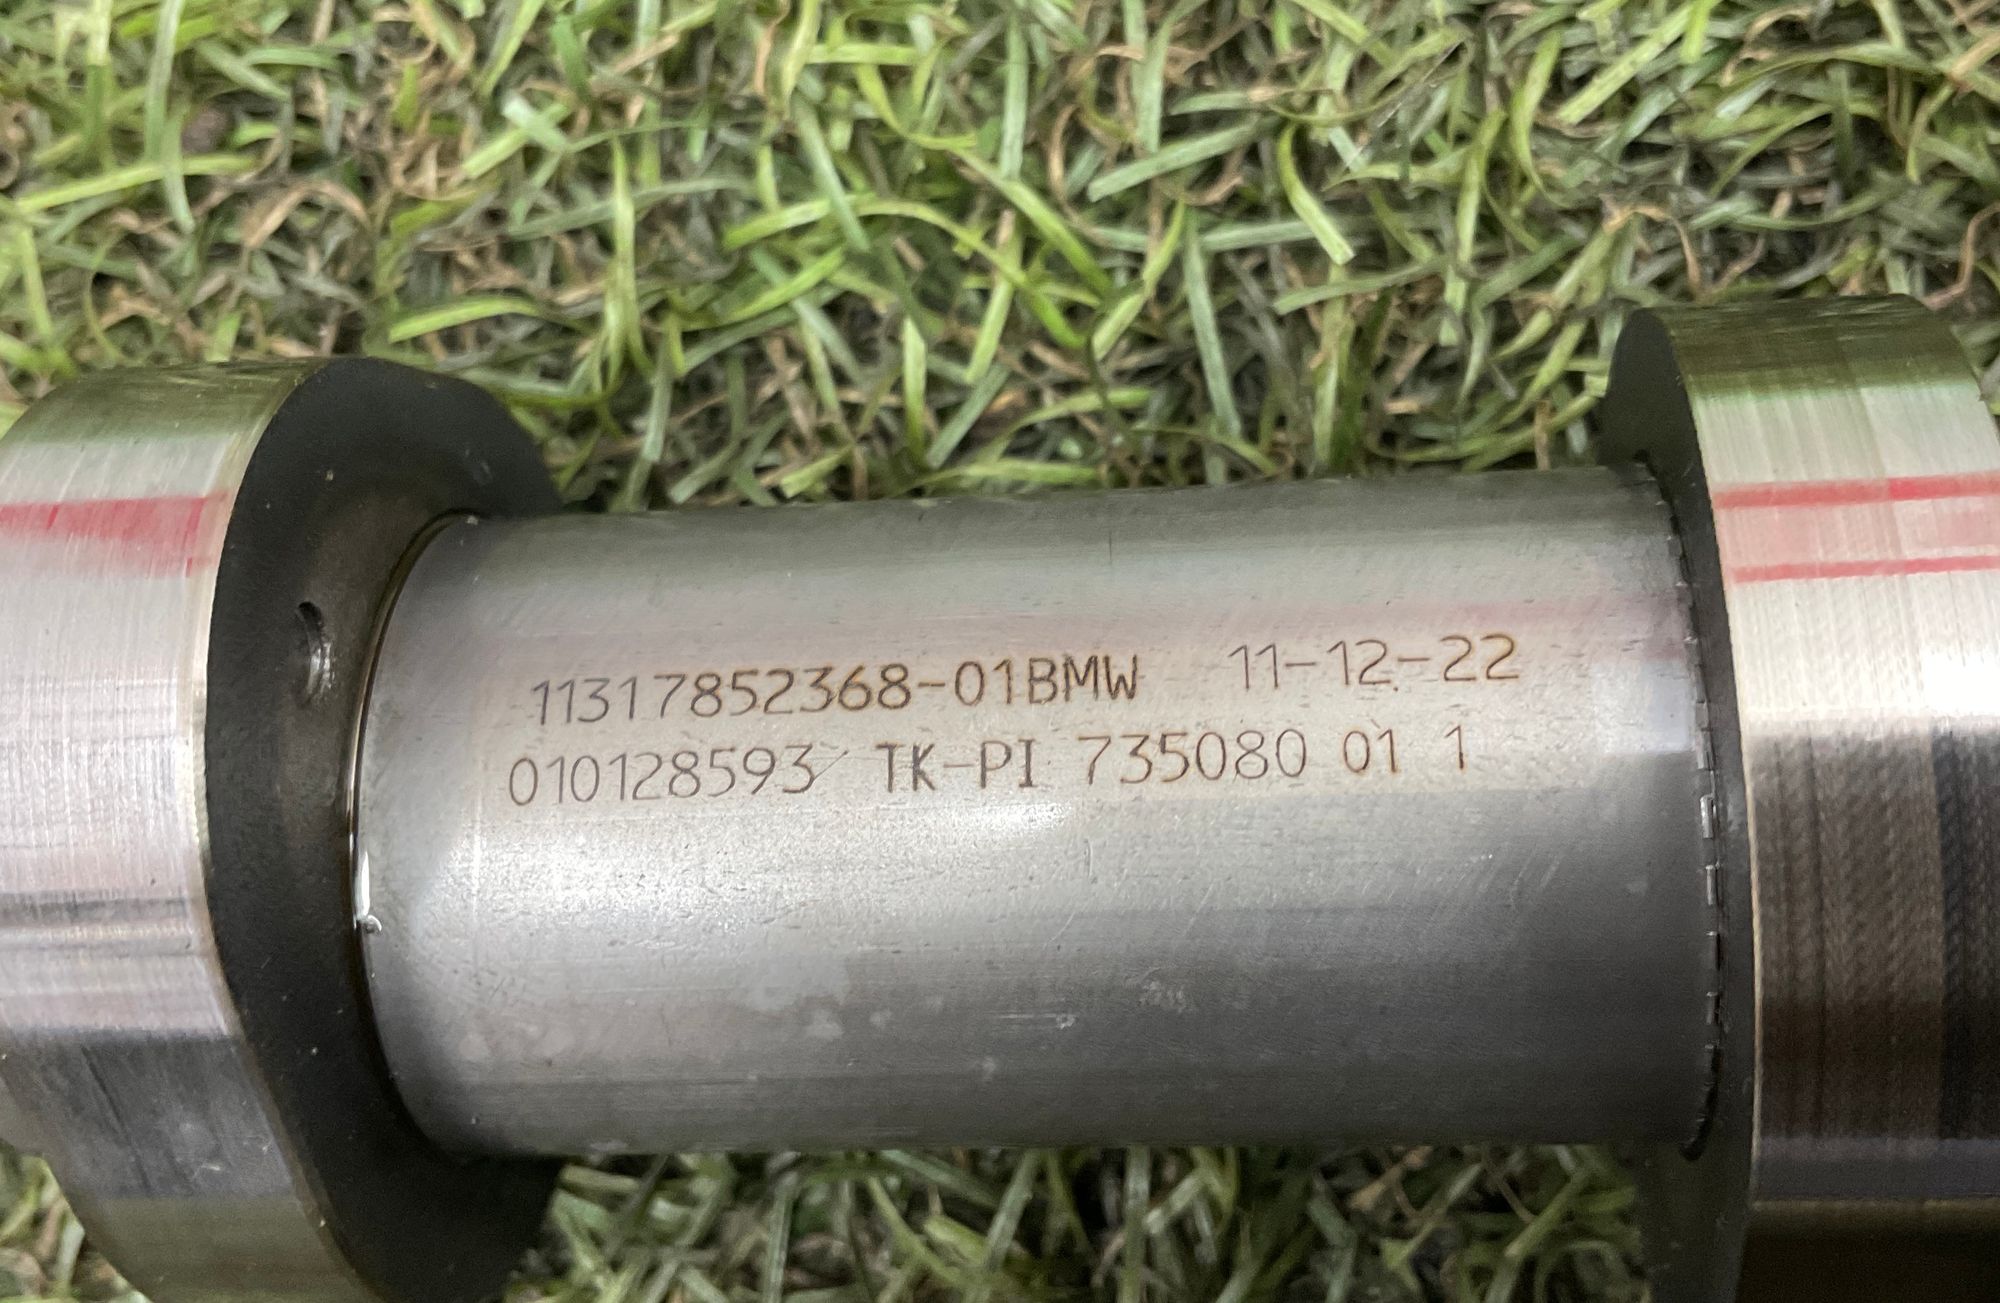 11317852368-01BMW 11-12-22
010128593 TK-PI 735080 01 1